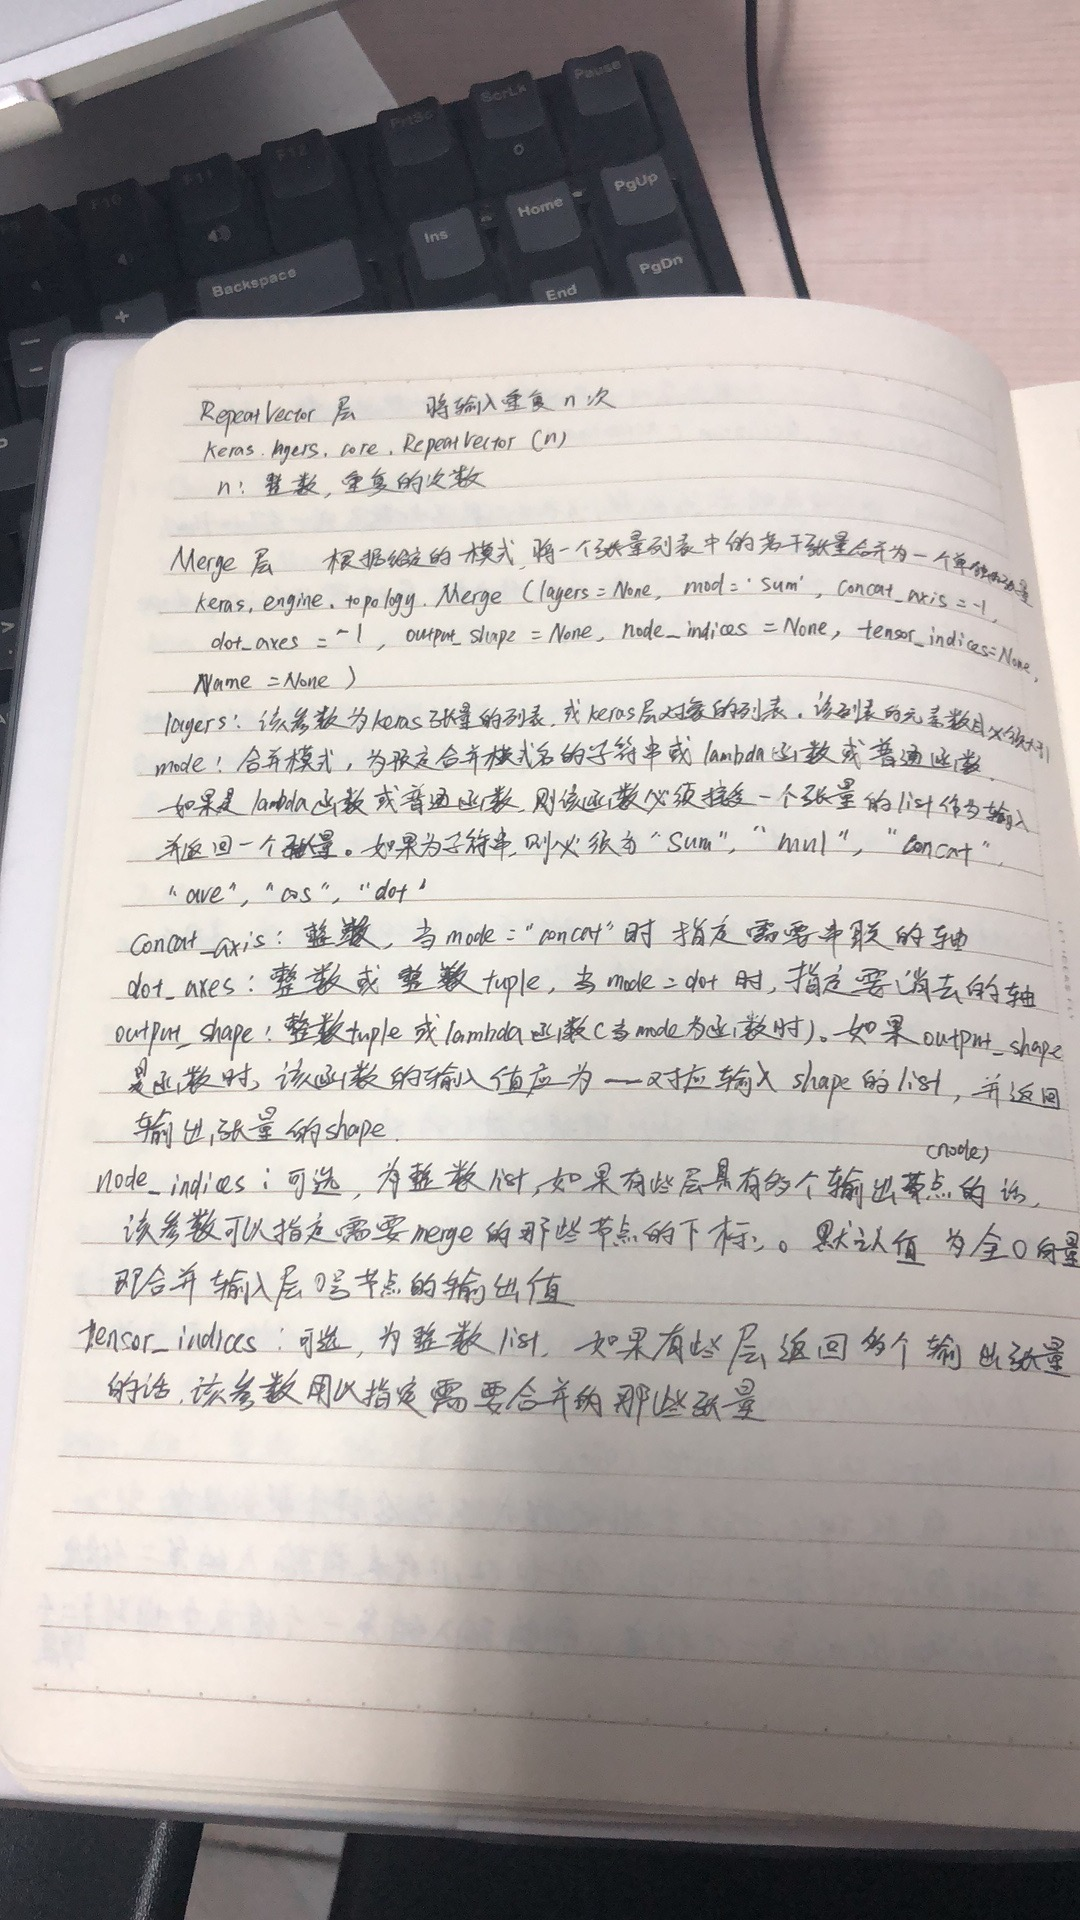 Pause
ScrLk
PrtSc
F12
F11
F10
PgUp
Home
Ins
PgDn
End
Backspace
RepeatVector 层 将输入重复 n 次
keras.layers.core.RepeatVector (n)
n: 整数, 重复的次数
Merge 层 根据给定的模式, 将一个张量列表中的若干张量合并为一个单独的张量
keras.engine.topology.Merge (layers=None, mod='sum', concat_axis=-1,
dot_axes = -1, output_shape = None, node_indices = None, tensor_indices=None,
Name = None)
layers: 该参数为keras张量的列表, 或keras层对象的列表. 该列表的元素数目必须大于1
mode: 合并模式, 为预定合并模式名的字符串或lambda函数或普通函数.
如果是lambda函数或普通函数, 则该函数必须接受一个张量的list作为输入
并返回一个张量。如果为字符串, 则必须为 "sum", "mul", "concat",
"ave", "cos", "dot'
concat_axis: 整数, 当mode="concat"时 指定需要串联的轴
dot_axes: 整数或整数tuple, 当mode=dot 时, 指定要消去的轴
output_shape: 整数tuple或lambda函数(当mode为函数时)。如果output_shape
是函数时, 该函数的输入值应为一一对应输入shape的list, 并返回
输出张量的shape.
(node)
node_indices: 可选, 为整数list, 如果有些层具有多个输出节点的话,
该参数可以指定需要merge的那些节点的下标。默认值为全0向量
即合并输入层0号节点的输出值
tensor_indices: 可选, 为整数list, 如果有些层返回多个输出张量
的话, 该参数用以指定需要合并的那些张量